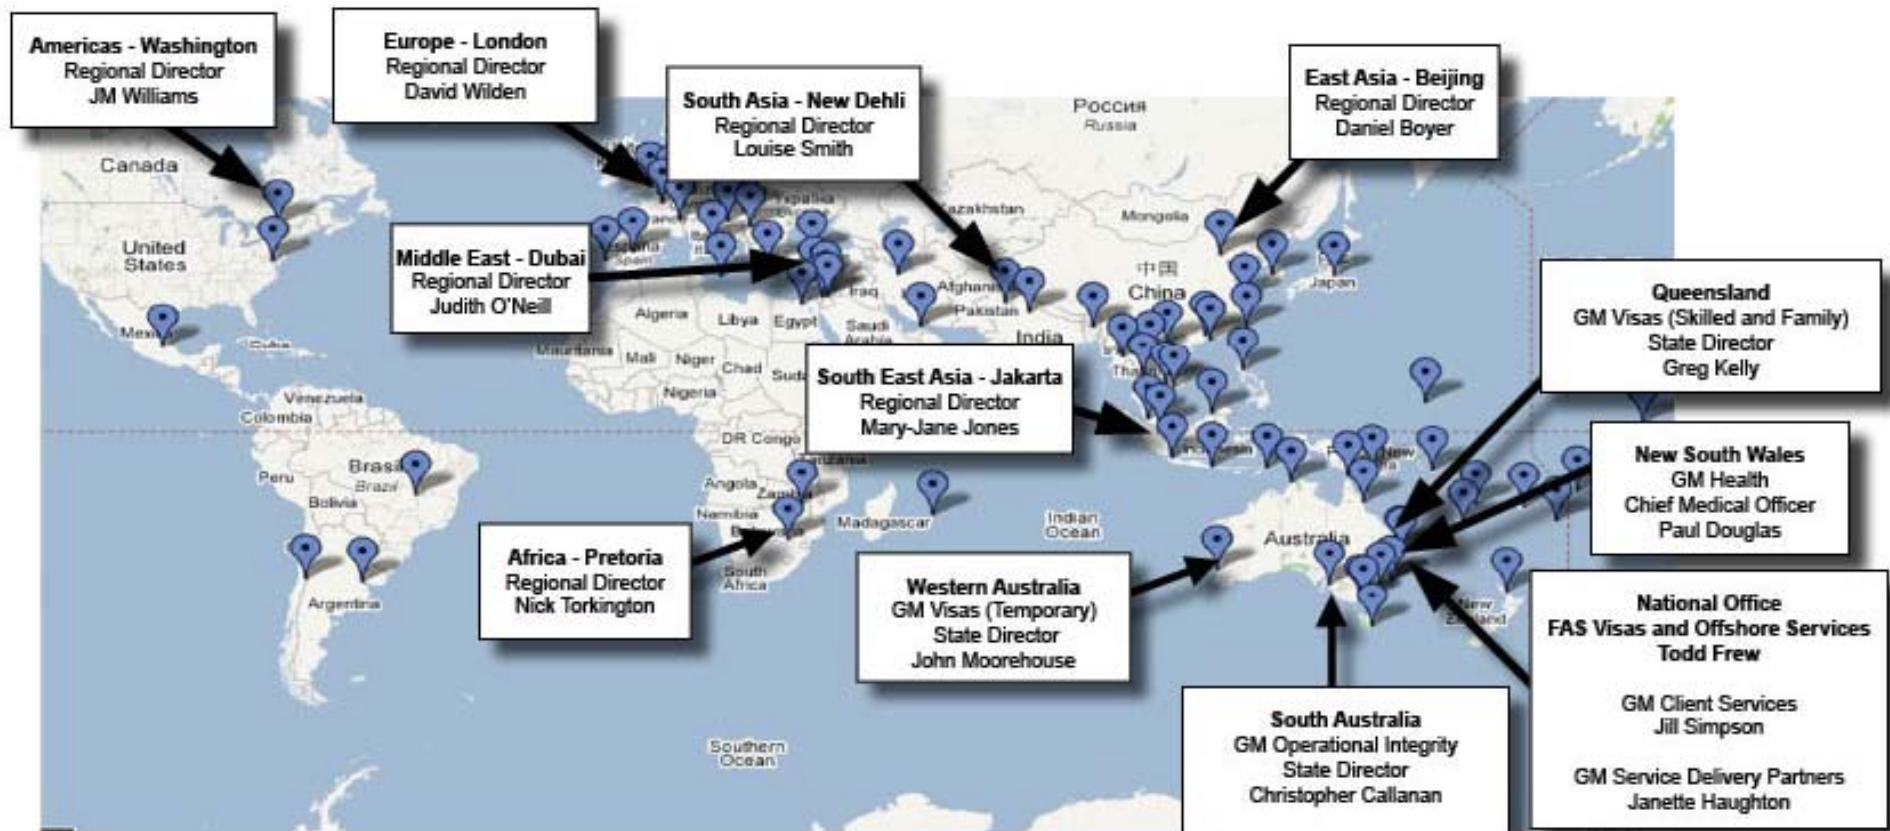 Americas - Washington
Regional Director
JM Williams
Europe - London
Regional Director
David Wilden
South Asia - New Dehli
Regional Director
Louise Smith
East Asia - Beijing
Regional Director
Daniel Boyer
Middle East - Dubai
Regional Director
Judith O'Neill
South East Asia - Jakarta
Regional Director
Mary-Jane Jones
Africa - Pretoria
Regional Director
Nick Torkington
Western Australia
GM Visas (Temporary)
State Director
John Moorehouse
South Australia
GM Operational Integrity
State Director
Christopher Callanan
Queensland
GM Visas (Skilled and Family)
State Director
Greg Kelly
New South Wales
GM Health
Chief Medical Officer
Paul Douglas
National Office
FAS Visas and Offshore Services
Todd Frew
GM Client Services
Jill Simpson
GM Service Delivery Partners
Janette Haughton
Canada
United
States
Cuba
Venezuela
Colombia
Peru
Brazil
Bolivia
Argentina
Россия
Russia
Mongolia
中国
China
Japan
Spain
Algeria
Libya
Egypt
Iraq
Saudi
Arabia
Pakistan
India
Mauritania
Mali
Niger
Chad
Nigeria
DR Congo
Angola
Namibia
South
Africa
Madagascar
Indian
Ocean
Australia
New
Zealand
Southern
Ocean